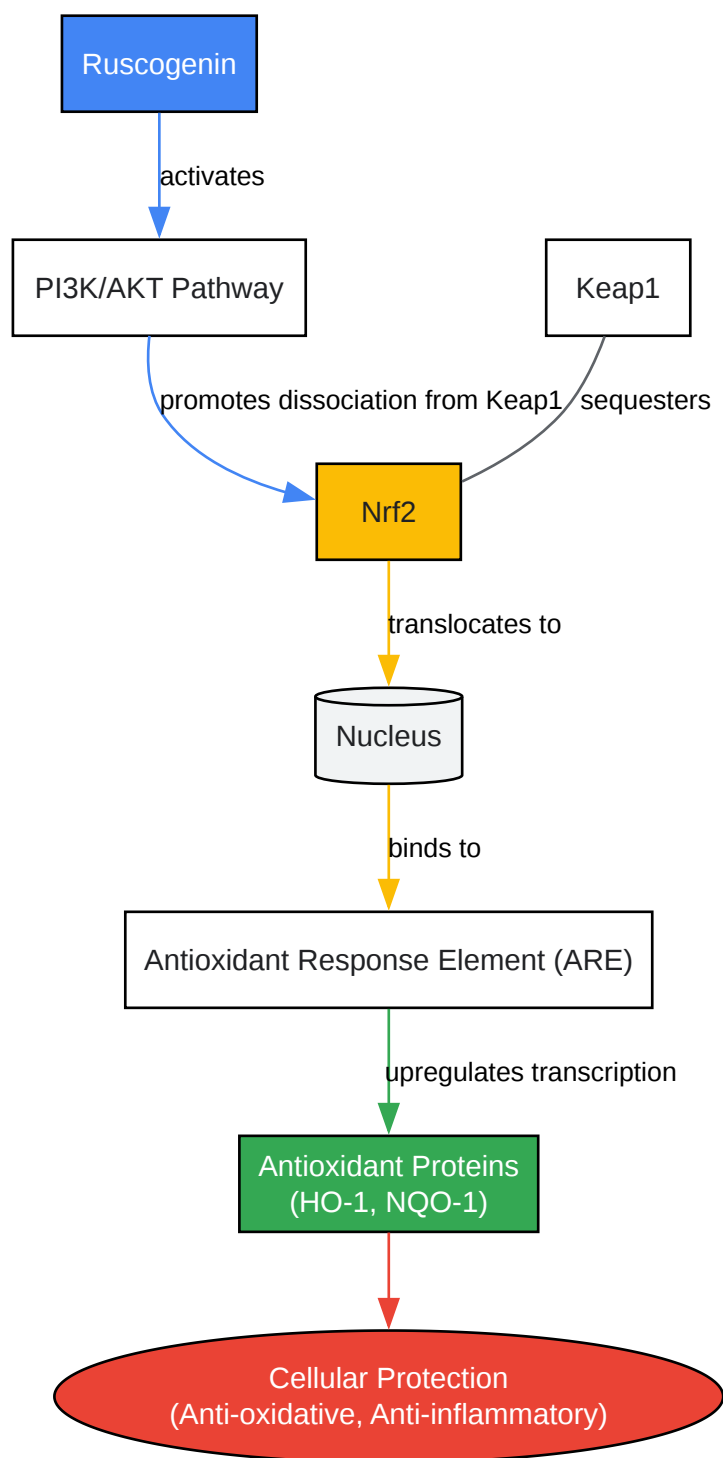 Ruscogenin
activates
PI3K/AKT Pathway
Keap1
promotes dissociation from Keap1
sequesters
Nrf2
translocates to
Nucleus
binds to
Antioxidant Response Element (ARE)
upregulates transcription
Antioxidant Proteins
(HO-1, NQO-1)
Cellular Protection
(Anti-oxidative, Anti-inflammatory)